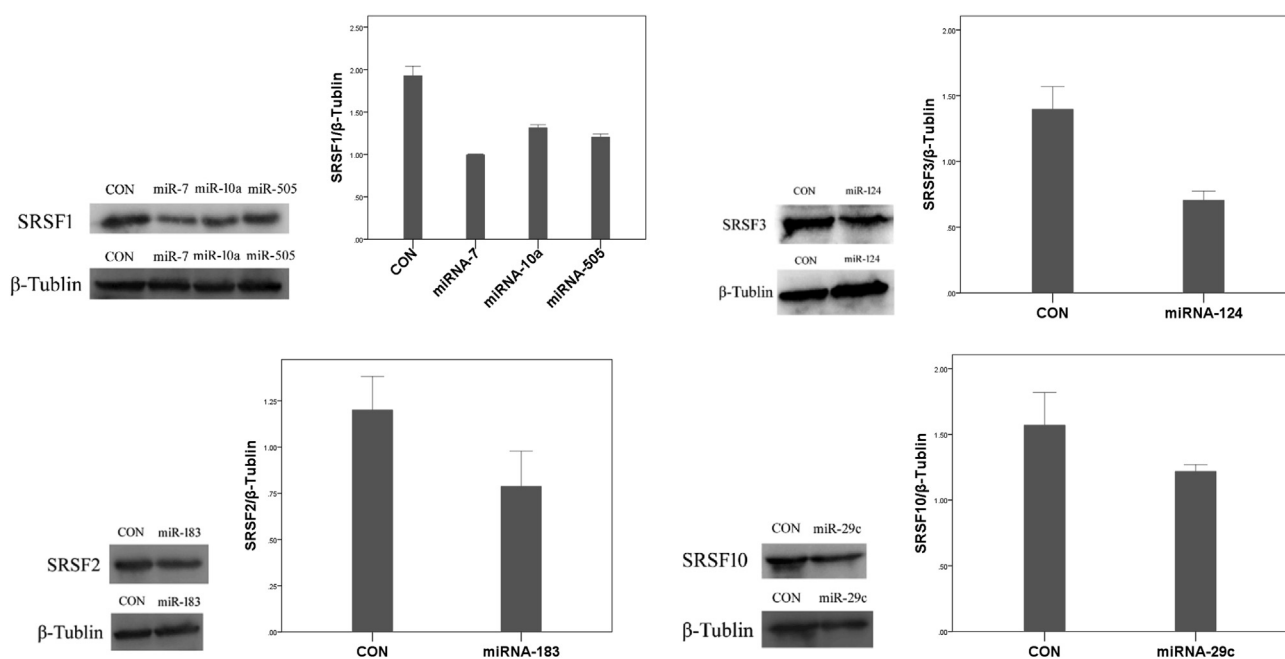 CON miR-7 miR-10a miR-505
SRSF1
CON miR-7 miR-10a miR-505
β-Tublin
SRSF1/β-Tublin
2.50
2.00
1.50
1.00
.50
.00
CON
miRNA-7
miRNA-10a
miRNA-505
CON miR-124
SRSF3
CON miR-124
β-Tublin
SRSF3/β-Tublin
2.00
1.50
1.00
.50
.00
CON
miRNA-124
CON miR-183
SRSF2
CON miR-183
β-Tublin
SRSF2/β-Tublin
1.25
1.00
0.75
.50
.25
.00
CON
miRNA-183
CON miR-29c
SRSF10
CON miR-29c
β-Tublin
SRSF10/β-Tublin
2.00
1.50
1.00
.50
.00
CON
miRNA-29c